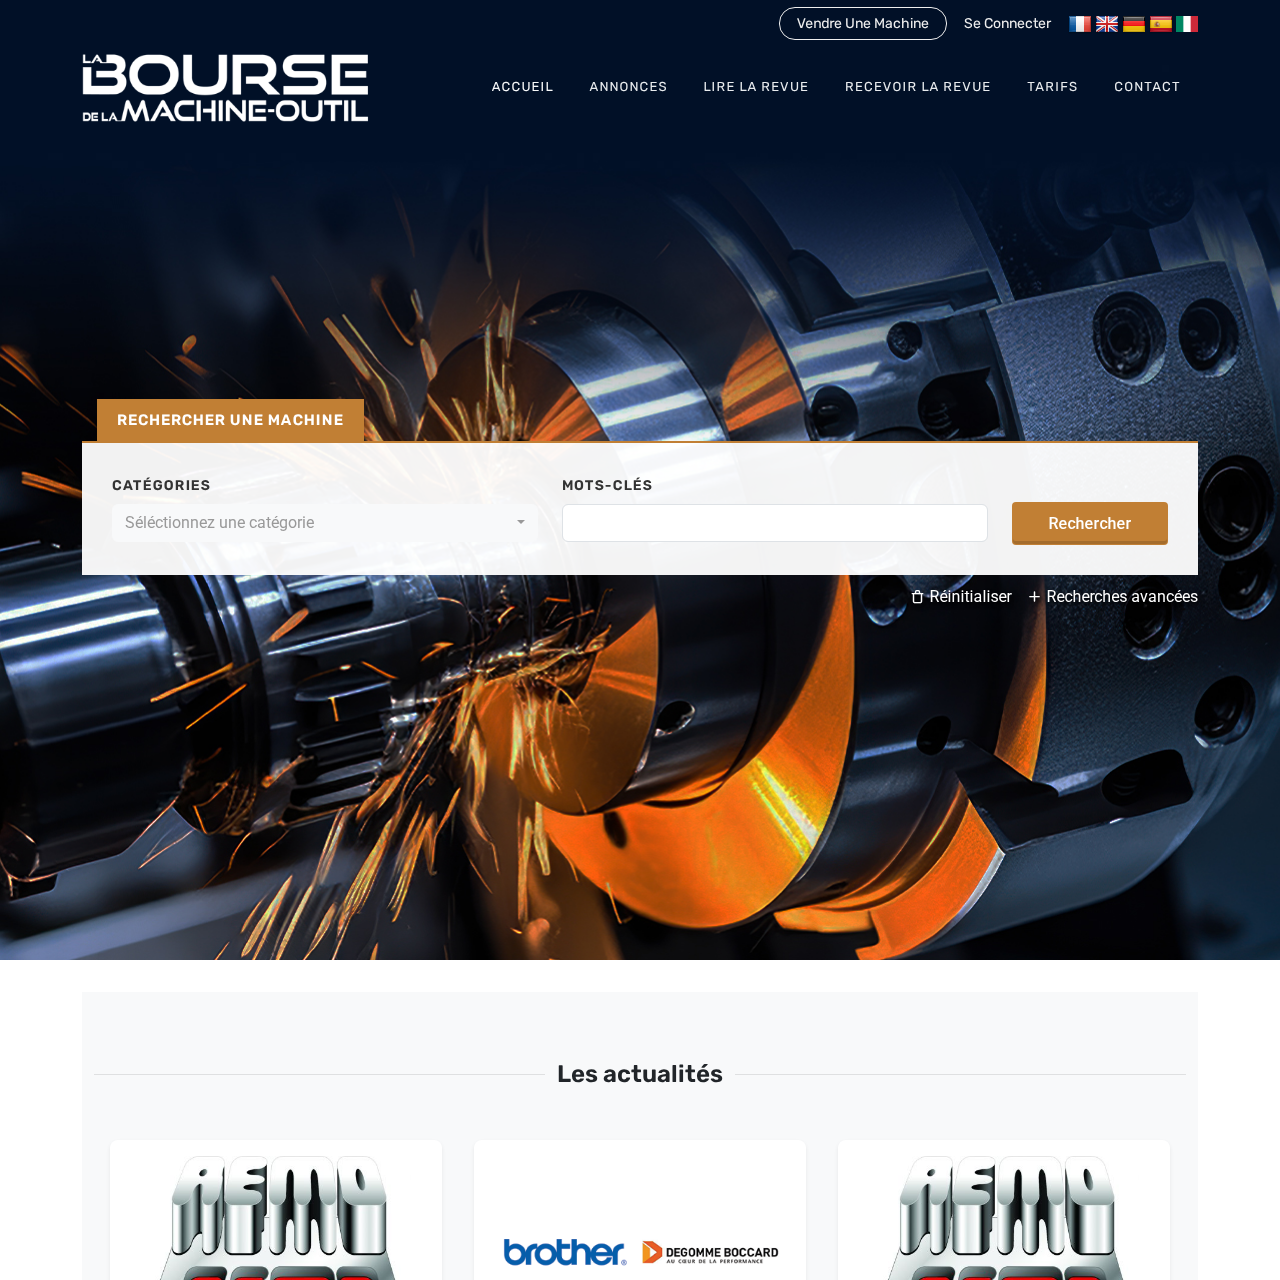 Vendre Une Machine
Se Connecter
LA BOURSE
DE LA MACHINE-OUTIL
ACCUEIL
ANNONCES
LIRE LA REVUE
RECEVOIR LA REVUE
TARIFS
CONTACT
RECHERCHER UNE MACHINE
CATÉGORIES
MOTS-CLÉS
Séléctionnez une catégorie
Rechercher
Réinitialiser
Recherches avancées
Les actualités
AEMO
brother
DEGOMME BOCCARD
AU CŒUR DE LA PERFORMANCE
AEMO